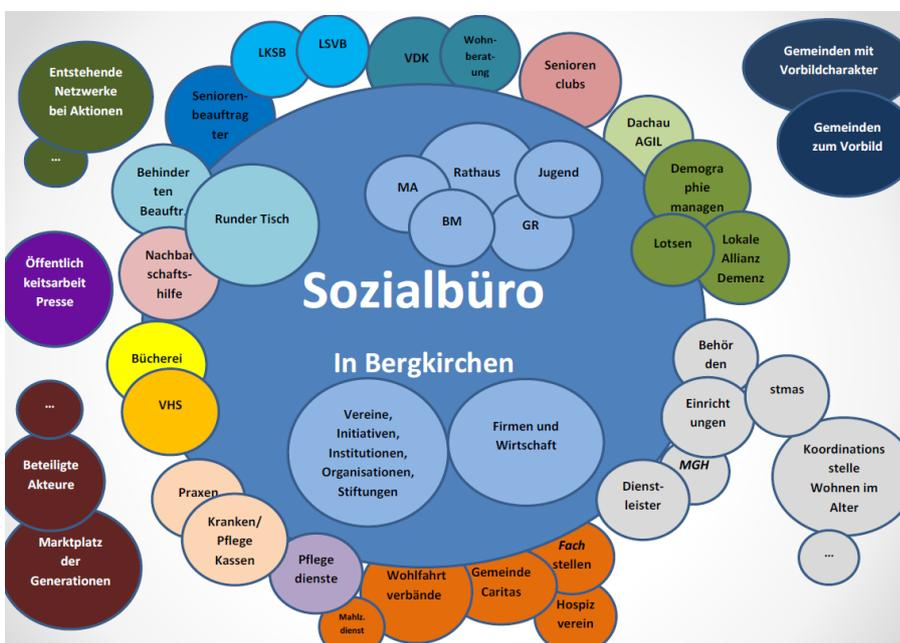 Entstehende
Netzwerke
bei Aktionen
...
LKSB
LSVB
VDK
Wohn-
berat-
ung
Senioren
clubs
Gemeinden mit
Vorbildcharakter
Gemeinden
zum Vorbild
Senioren-
beauftrag
ter
Dachau
AGIL
Behinder
ten
Beauftr.
Runder Tisch
MA
Rathaus
Jugend
BM
GR
Demogra
phie
managen
Lotsen
Lokale
Allianz
Demenz
Öffentlich
keitsarbeit
Presse
Nachbar
schafts-
hilfe
Sozialbüro
In Bergkirchen
Bücherei
VHS
Behör
den
stmas
Einricht
ungen
MGH
Dienst-
leister
Koordinations
stelle
Wohnen im
Alter
...
Vereine,
Initiativen,
Institutionen,
Organisationen,
Stiftungen
Firmen und
Wirtschaft
...
Beteiligte
Akteure
Marktplatz
der
Generationen
Praxen
Kranken/
Pflege
Kassen
Pflege
dienste
Mahlz.
dienst
Wohlfahrt
verbände
Gemeinde
Caritas
Fach
stellen
Hospiz
verein